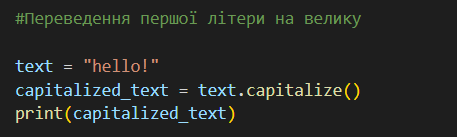 #Переведення першої літери на велику
text = "hello!"
capitalized_text = text.capitalize()
print(capitalized_text)